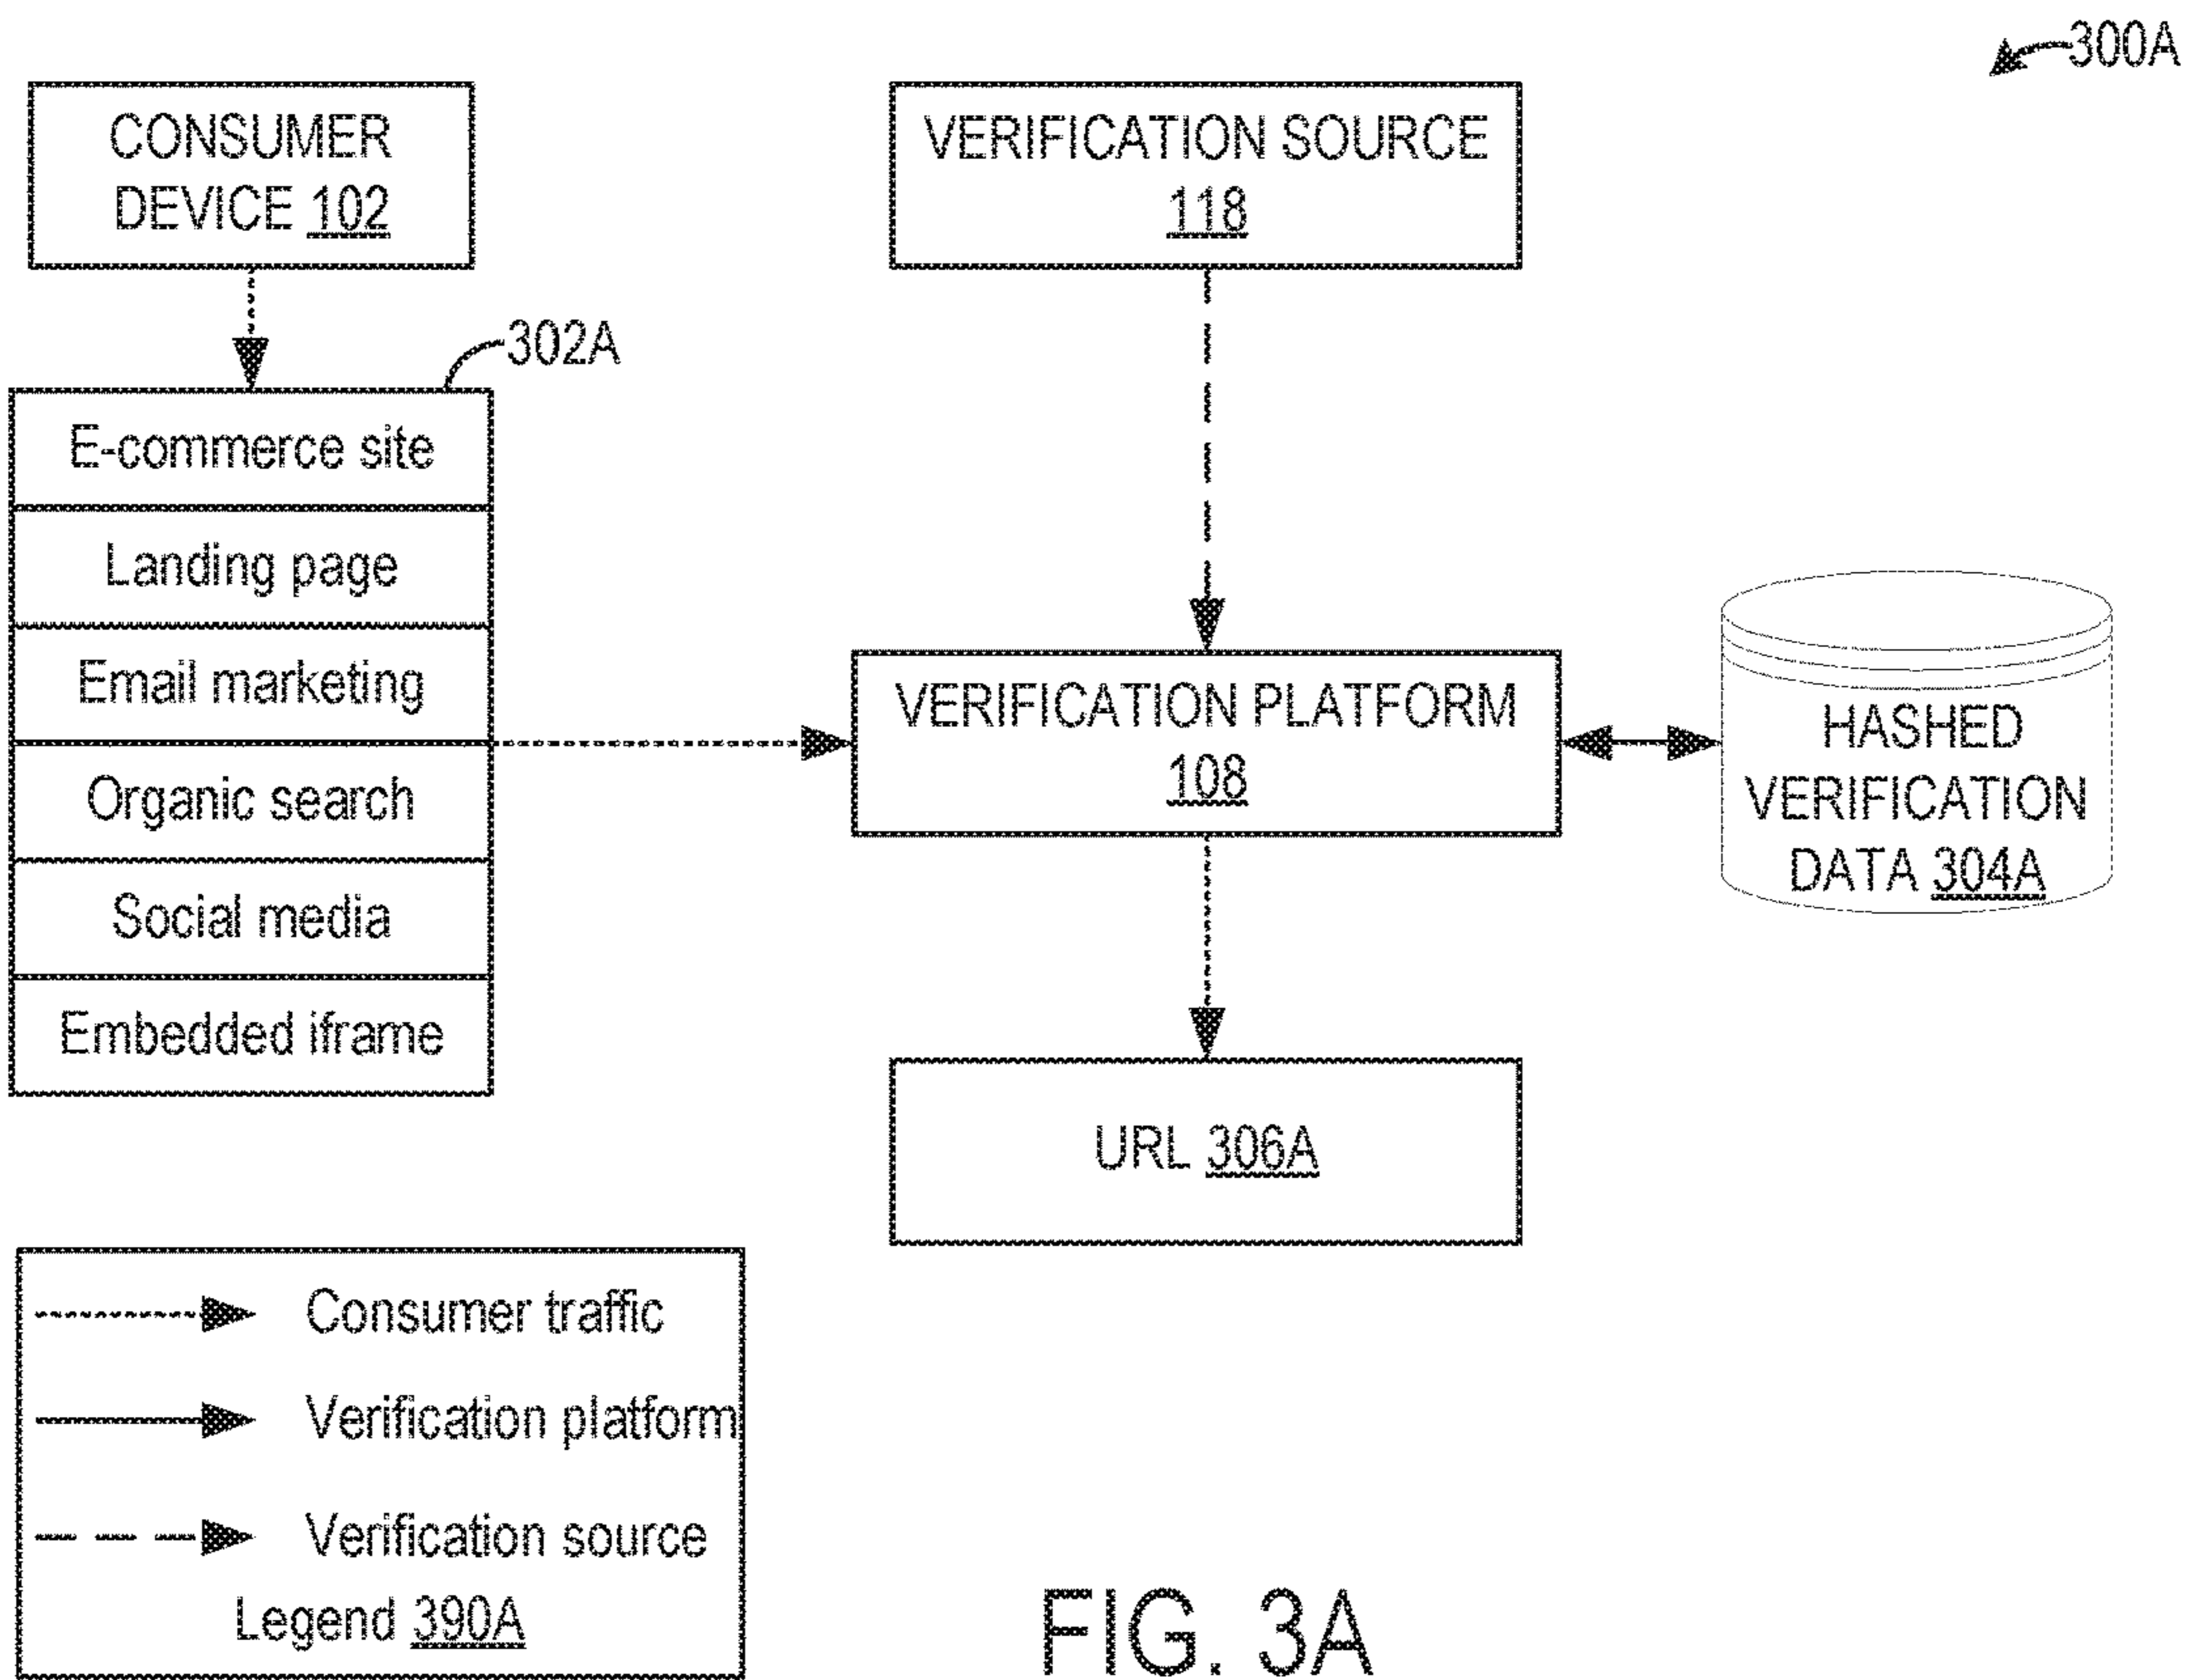 300A
CONSUMER
DEVICE 102
VERIFICATION SOURCE
118
302A
E-commerce site
Landing page
Email marketing
Organic search
Social media
Embedded iframe
VERIFICATION PLATFORM
108
HASHED
VERIFICATION
DATA 304A
URL 306A
Consumer traffic
Verification platform
Verification source
Legend 390A
FIG. 3A